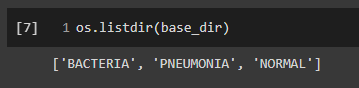 [7] 1 os.listdir(base_dir)
['BACTERIA', 'PNEUMONIA', 'NORMAL']